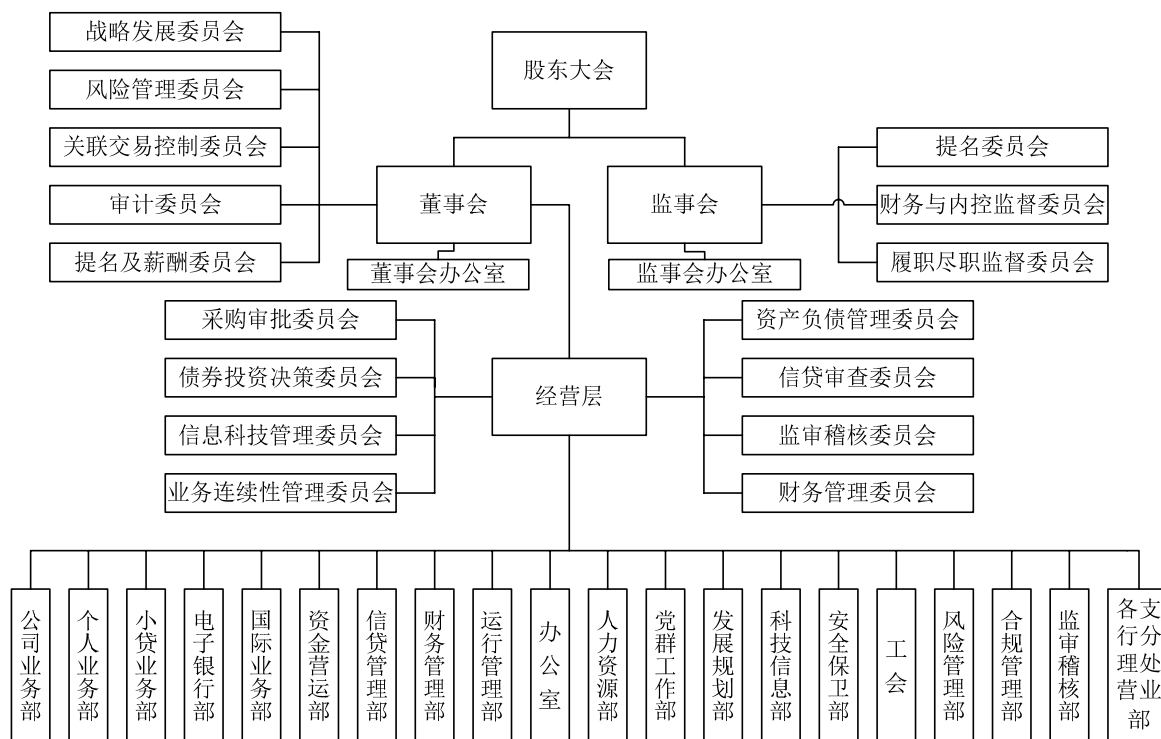 战略发展委员会
风险管理委员会
关联交易控制委员会
审计委员会
提名及薪酬委员会
股东大会
董事会
监事会
提名委员会
财务与内控监督委员会
履职尽职监督委员会
董事会办公室
监事会办公室
采购审批委员会
债券投资决策委员会
信息科技管理委员会
业务连续性管理委员会
经营层
资产负债管理委员会
信贷审查委员会
监审稽核委员会
财务管理委员会
公司业务部
个人业务部
小贷业务部
电子银行部
国际业务部
资金营运部
信贷管理部
财务管理部
运行管理部
办公室
人力资源部
党群工作部
发展规划部
科技信息部
安全保卫部
工会
风险管理部
合规管理部
监审稽核部
各支
行分
理处
营业
部